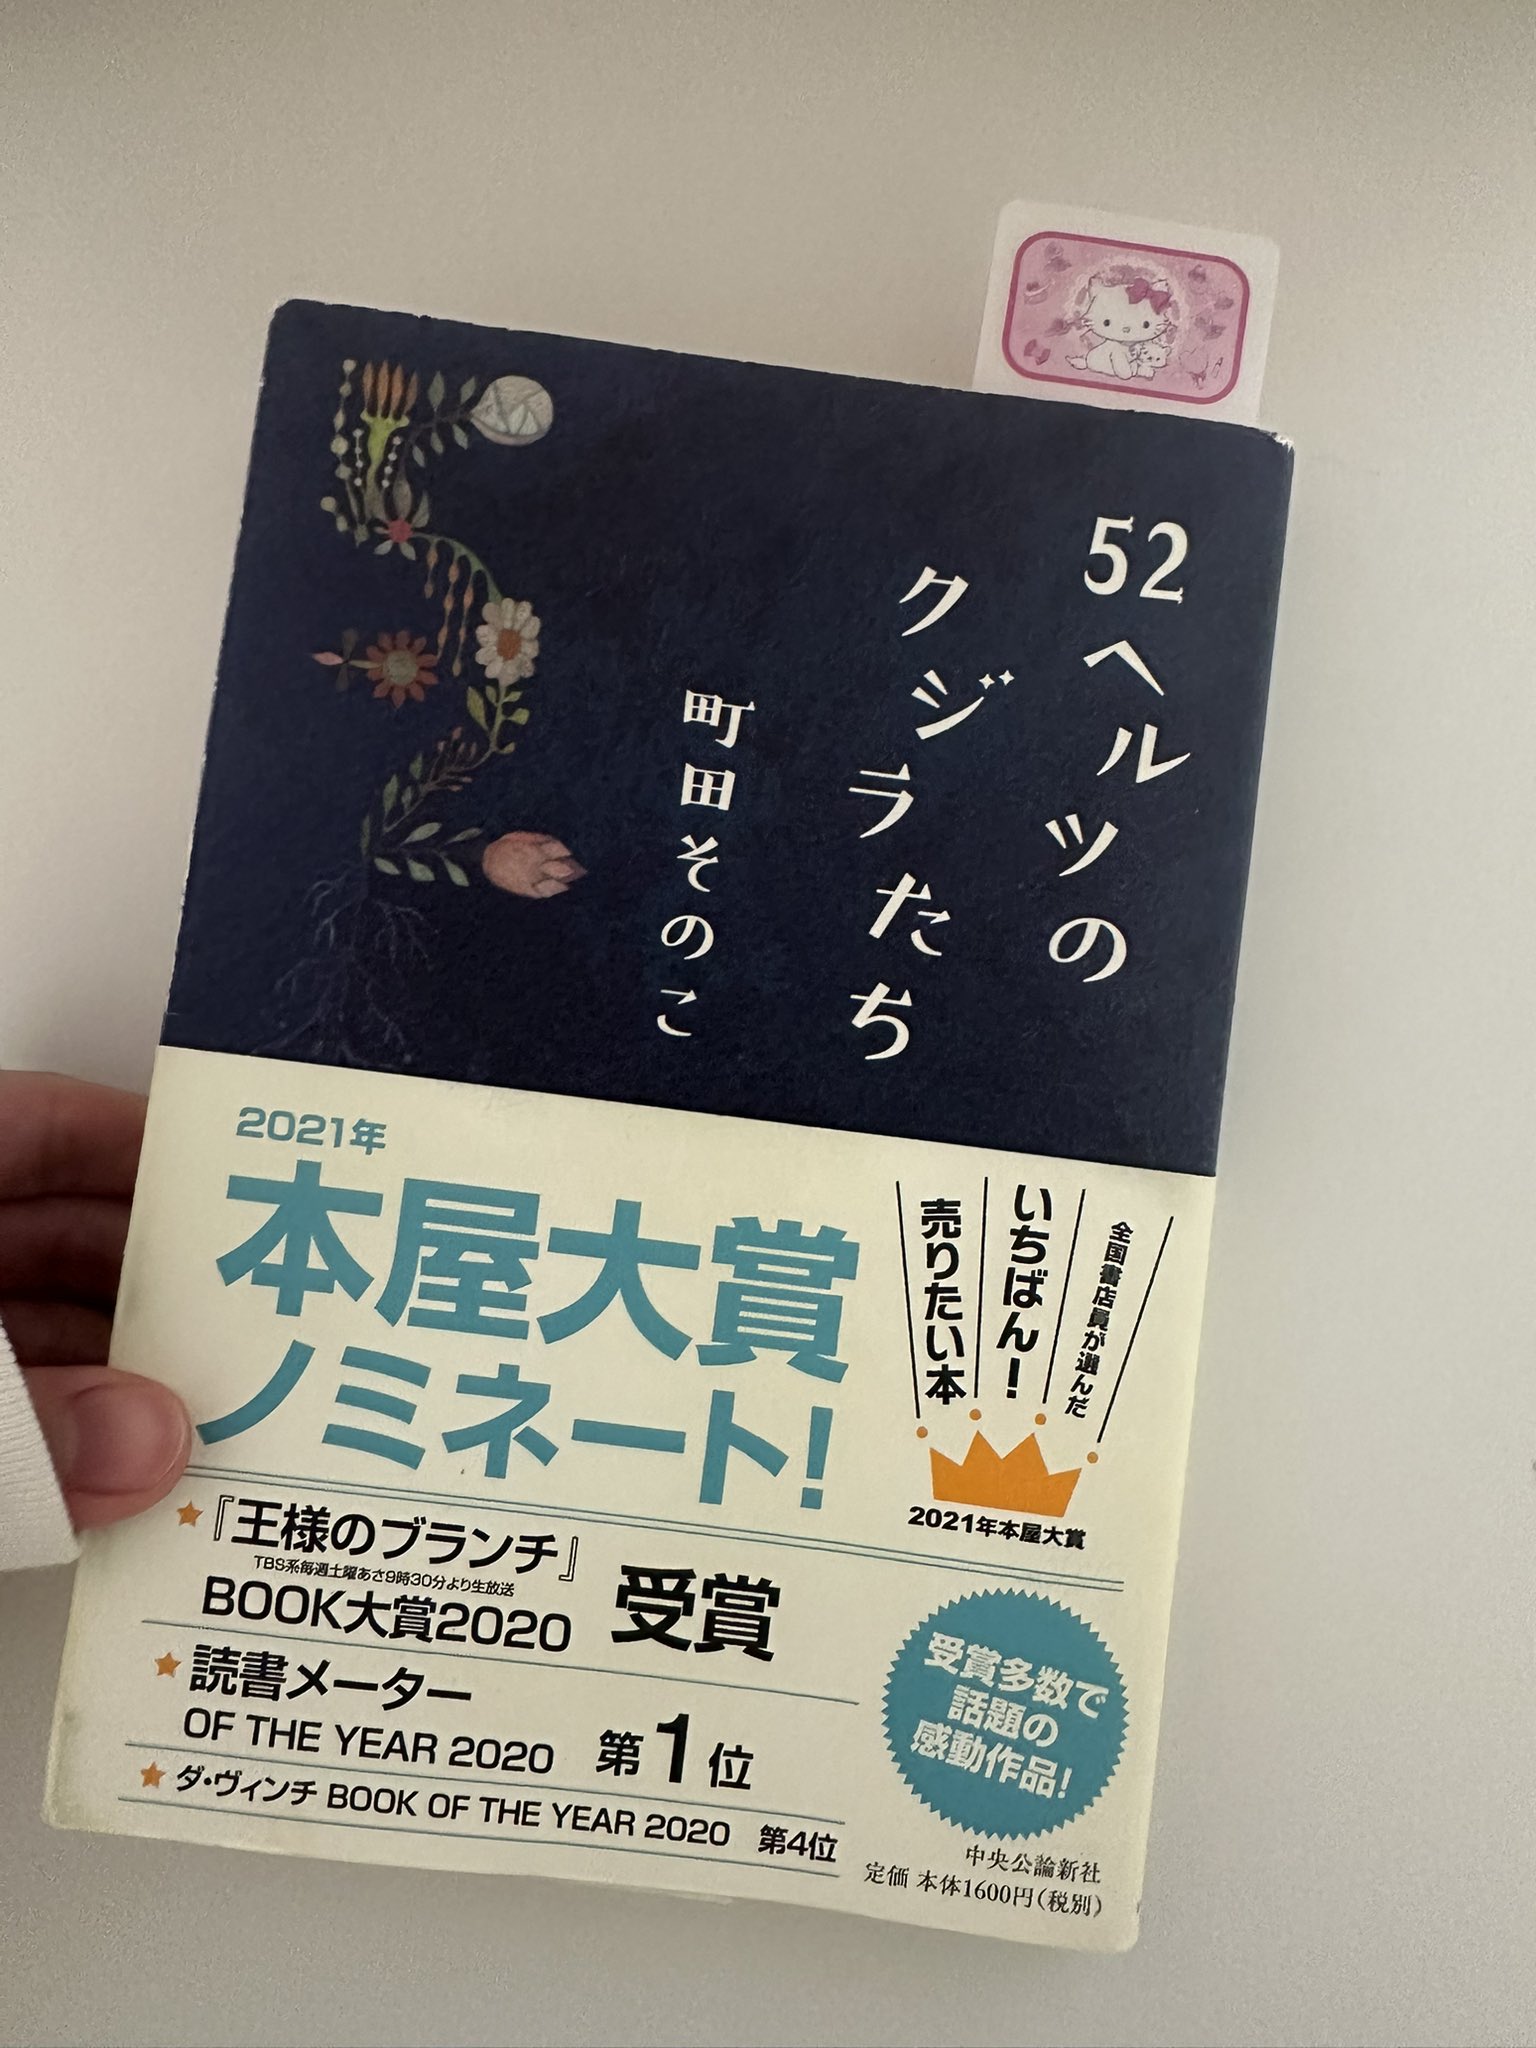 52ヘルツの
クジラたち
町田そのこ
2021年
本屋大賞
ノミネート!
全国書店員が選んだ
いちばん!
売りたい本
2021年本屋大賞
『王様のブランチ』
TBS系毎週土曜あさ9時30分より生放送
BOOK大賞2020 受賞
読書メーター
OF THE YEAR 2020 第1位
ダ・ヴィンチ BOOK OF THE YEAR 2020 第4位
受賞多数で
話題の
感動作品!
中央公論新社
定価 本体1600円(税別)